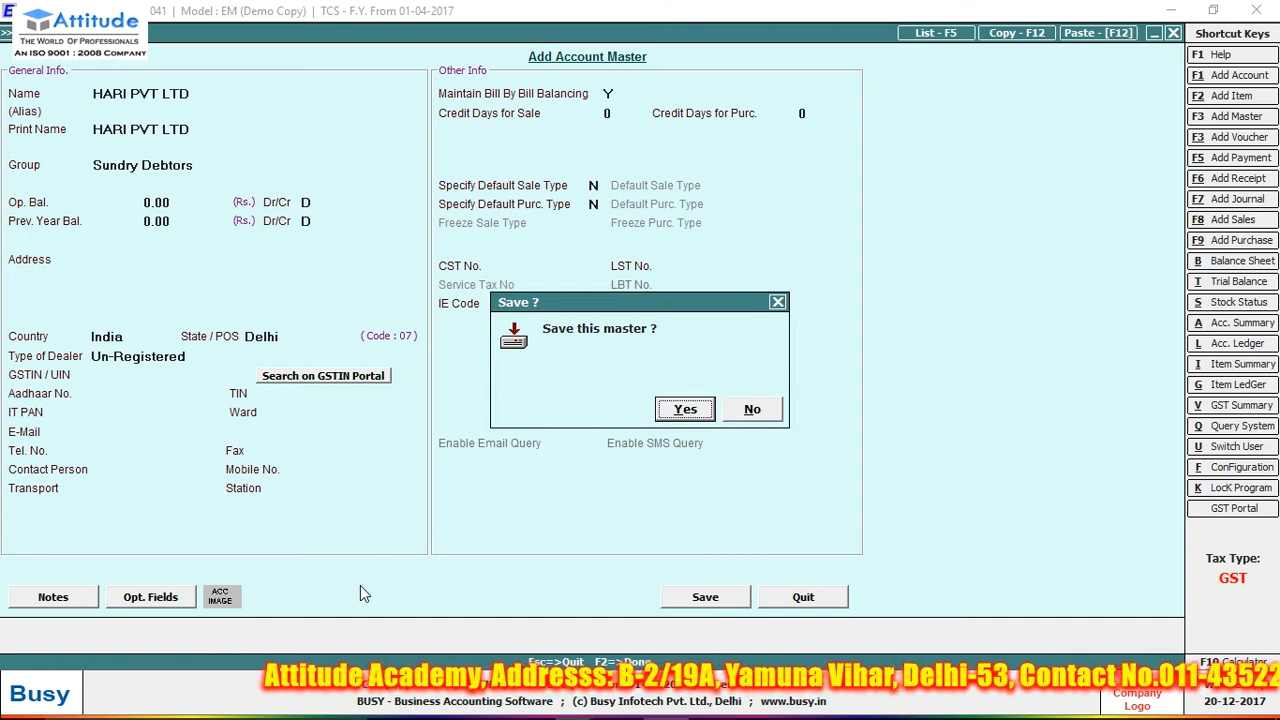 041 | Model : EM (Demo Copy) | TCS - F.Y. From 01-04-2017
Attitude
The WORLD OF PROFESSIONALS
An ISO 9001 : 2008 COMPANY
>>
List - F5
Copy - F12
Paste - [F12]
Add Account Master
General Info.
Name HARI PVT LTD
(Alias)
Print Name HARI PVT LTD
Group Sundry Debtors
Op. Bal. 0.00 (Rs.) Dr/Cr D
Prev. Year Bal. 0.00 (Rs.) Dr/Cr D
Address
Country India State / POS Delhi (Code : 07)
Type of Dealer Un-Registered
GSTIN / UIN Search on GSTIN Portal
Aadhaar No. TIN
IT PAN Ward
E-Mail
Tel. No. Fax
Contact Person Mobile No.
Transport Station
Other Info
Maintain Bill By Bill Balancing Y
Credit Days for Sale 0 Credit Days for Purc. 0
Specify Default Sale Type N Default Sale Type
Specify Default Purc. Type N Default Purc. Type
Freeze Sale Type Freeze Purc. Type
CST No. LST No.
Service Tax No LBT No.
IE Code
Save ?
Save this master ?
Yes
No
Enable Email Query Enable SMS Query
Notes
Opt. Fields
ACC IMAGE
Save
Quit
Shortcut Keys
F1 Help
F1 Add Account
F2 Add Item
F3 Add Master
F3 Add Voucher
F5 Add Payment
F6 Add Receipt
F7 Add Journal
F8 Add Sales
F9 Add Purchase
B Balance Sheet
T Trial Balance
S Stock Status
A Acc. Summary
L Acc. Ledger
I Item Summary
G Item LedGer
V GST Summary
Q Query System
U Switch User
F ConFiguration
K LocK Program
GST Portal
Tax Type:
GST
Esc=>Quit F2=>Done
F10 Calculator
Attitude Academy, Addresss: B-2/19A, Yamuna Vihar, Delhi-53, Contact No.011-43522
Busy
BUSY - Business Accounting Software ; (c) Busy Infotech Pvt. Ltd., Delhi ; www.busy.in
Company
Logo
20-12-2017